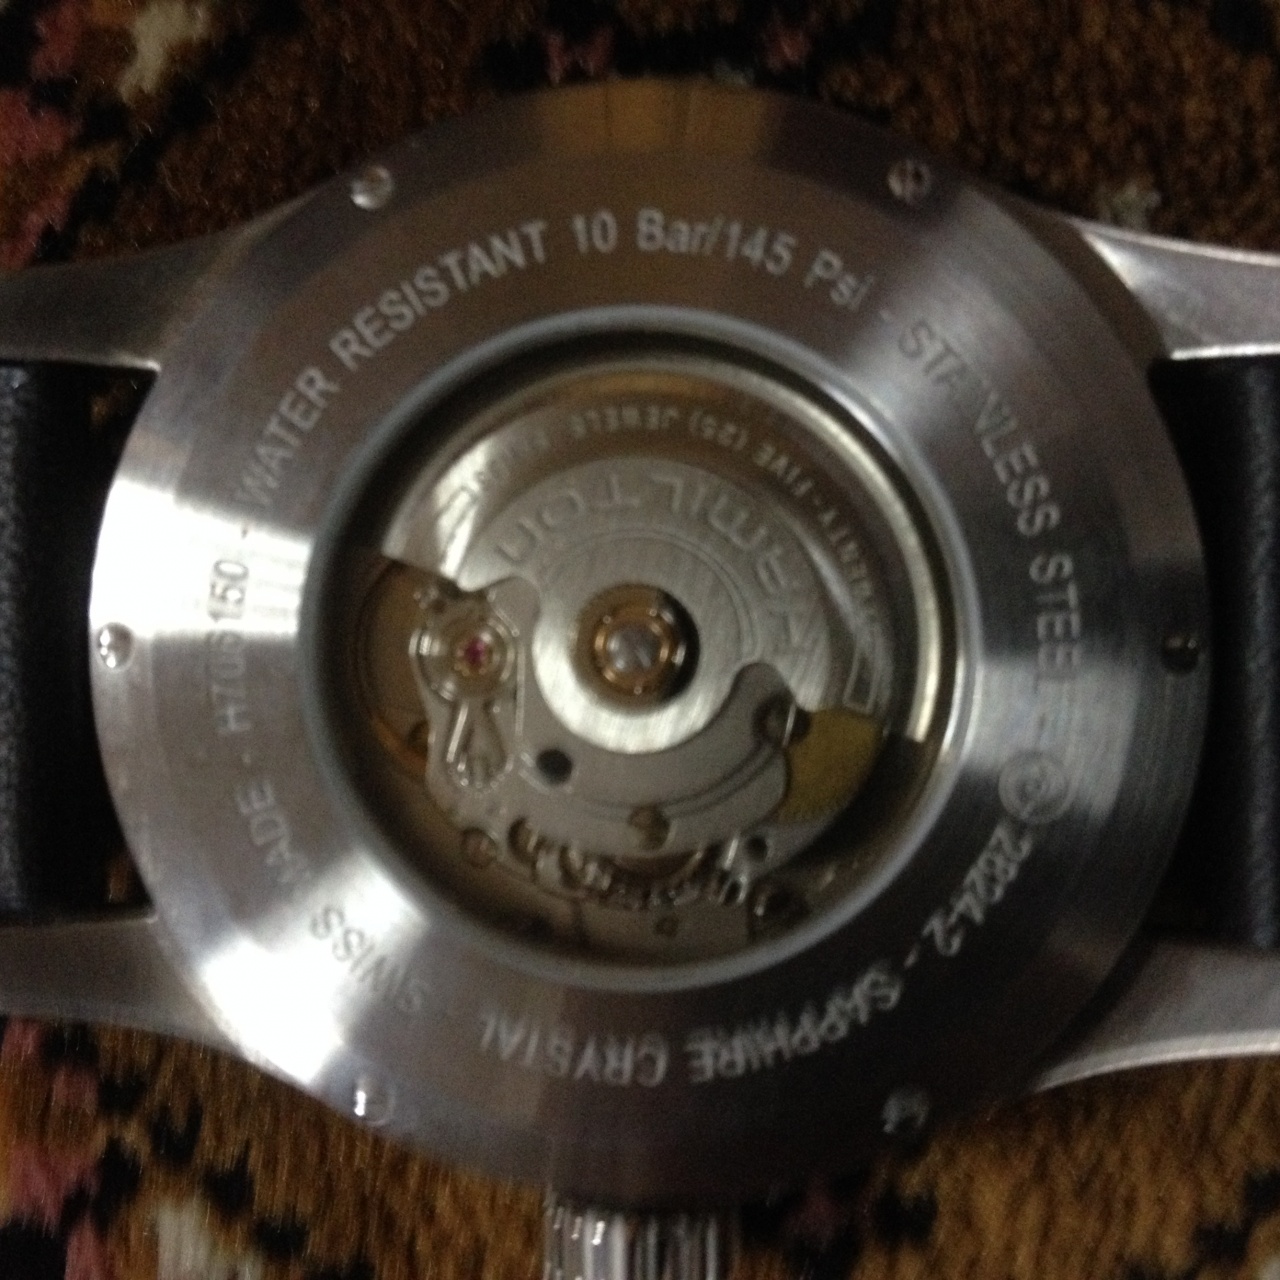 WATER RESISTANT 10 Bar/145 Psi - STAINLESS STEEL
2824-2 - SAPPHIRE CRYSTAL
SWISS MADE - H706150 -
TWENTY-FIVE (25) JEWELS
HAMILTON